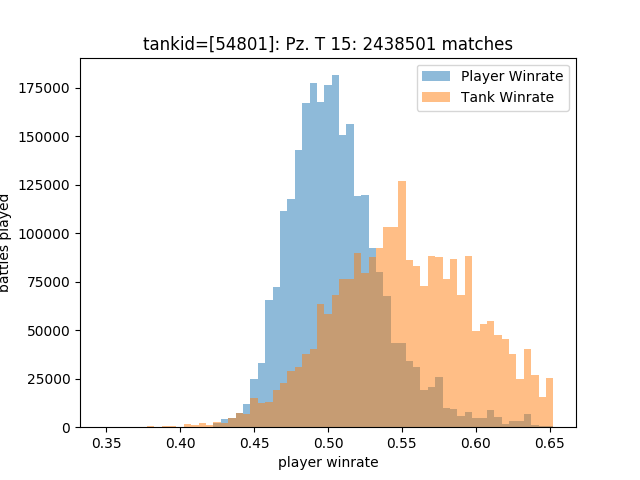 tankid=[54801]: Pz. T 15: 2438501 matches
Player Winrate
Tank Winrate
175000
150000
125000
100000
75000
50000
25000
0
battles played
0.35 0.40 0.45 0.50 0.55 0.60 0.65
player winrate